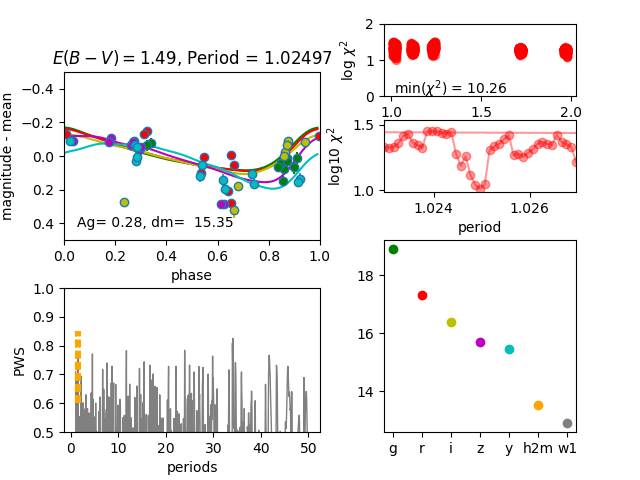 E(B − V) = 1.49, Period = 1.02497
magnitude - mean
−0.4
−0.2
0.0
0.2
0.4
Ag= 0.28, dm=  15.35
0.0 0.2 0.4 0.6 0.8 1.0
phase
log χ²
2
1
0
min(χ²) = 10.26
1.0 1.5 2.0
log10 χ²
1.5
1.0
1.024 1.026
period
PWS
1.0
0.9
0.8
0.7
0.6
0.5
0 10 20 30 40 50
periods
18
16
14
g r i z y h2m w1